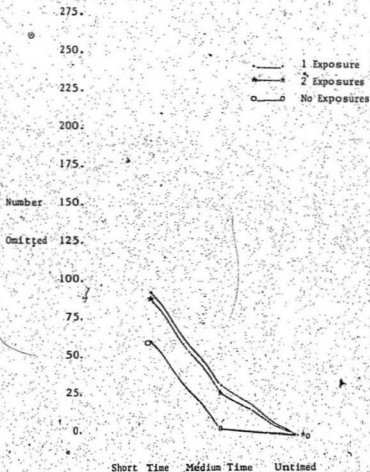 275.
250.
1 Exposure
225.
2 Exposures
No Exposures
200.
175.
Number
150.
Omitted
125.
100.
75.
50.
25.
0.
Short Time Medium Time Untimed